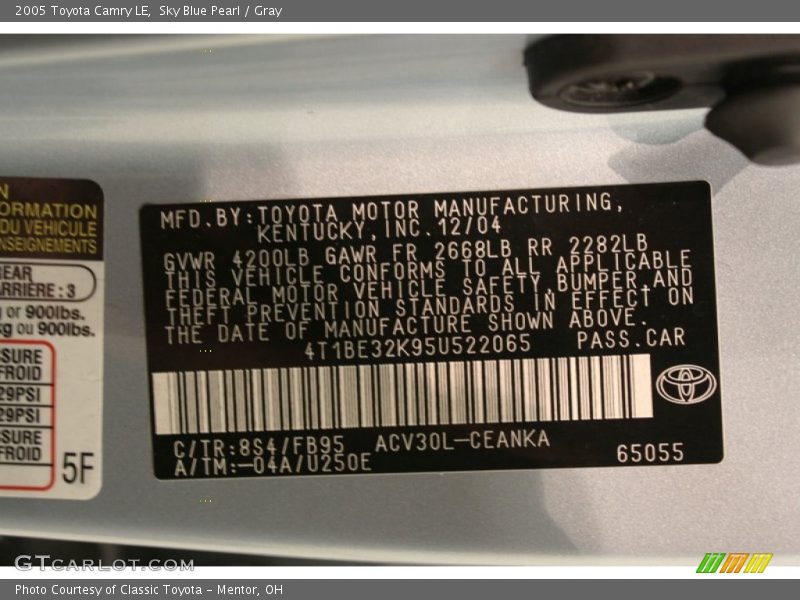 2005 Toyota Camry LE, Sky Blue Pearl / Gray
MFD.BY:TOYOTA MOTOR MANUFACTURING,
KENTUCKY,INC.12/04
GVWR 4200LB GAWR FR 2668LB RR 2282LB
THIS VEHICLE CONFORMS TO ALL APPLICABLE
FEDERAL MOTOR VEHICLE SAFETY,BUMPER,AND
THEFT PREVENTION STANDARDS IN EFFECT ON
THE DATE OF MANUFACTURE SHOWN ABOVE.
4T1BE32K95U522065 PASS.CAR
C/TR:8S4/FB95 ACV30L-CEANKA
A/TM:-04A/U250E 65055
N
ORMATION
DU VEHICULE
NSEIGNEMENTS
REAR
ARRIÈRE : 3
g or 900lbs.
kg ou 900lbs.
SSURE
FROID
29PSI
29PSI
SSURE
FROID
5F
GTCARLOT.COM
Photo Courtesy of Classic Toyota - Mentor, OH